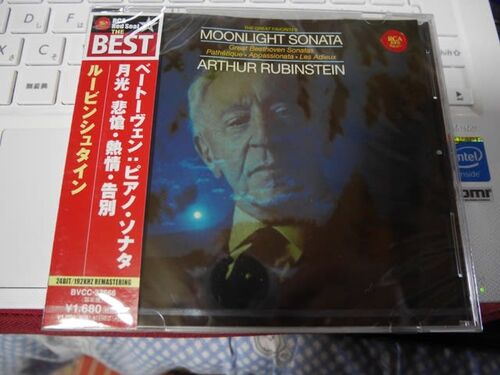 RCA
Red Seal
THE
BEST
ベートーヴェン:ピアノ・ソナタ
月光・悲愴・熱情・告別
ルービンシュタイン
24BIT/192KHZ REMASTERING
¥1,680
THE GREAT FAVORITES
MOONLIGHT SONATA
Great Beethoven Sonatas
Pathétique • Appassionata • Les Adieux
ARTHUR RUBINSTEIN
RCA
intel
inside